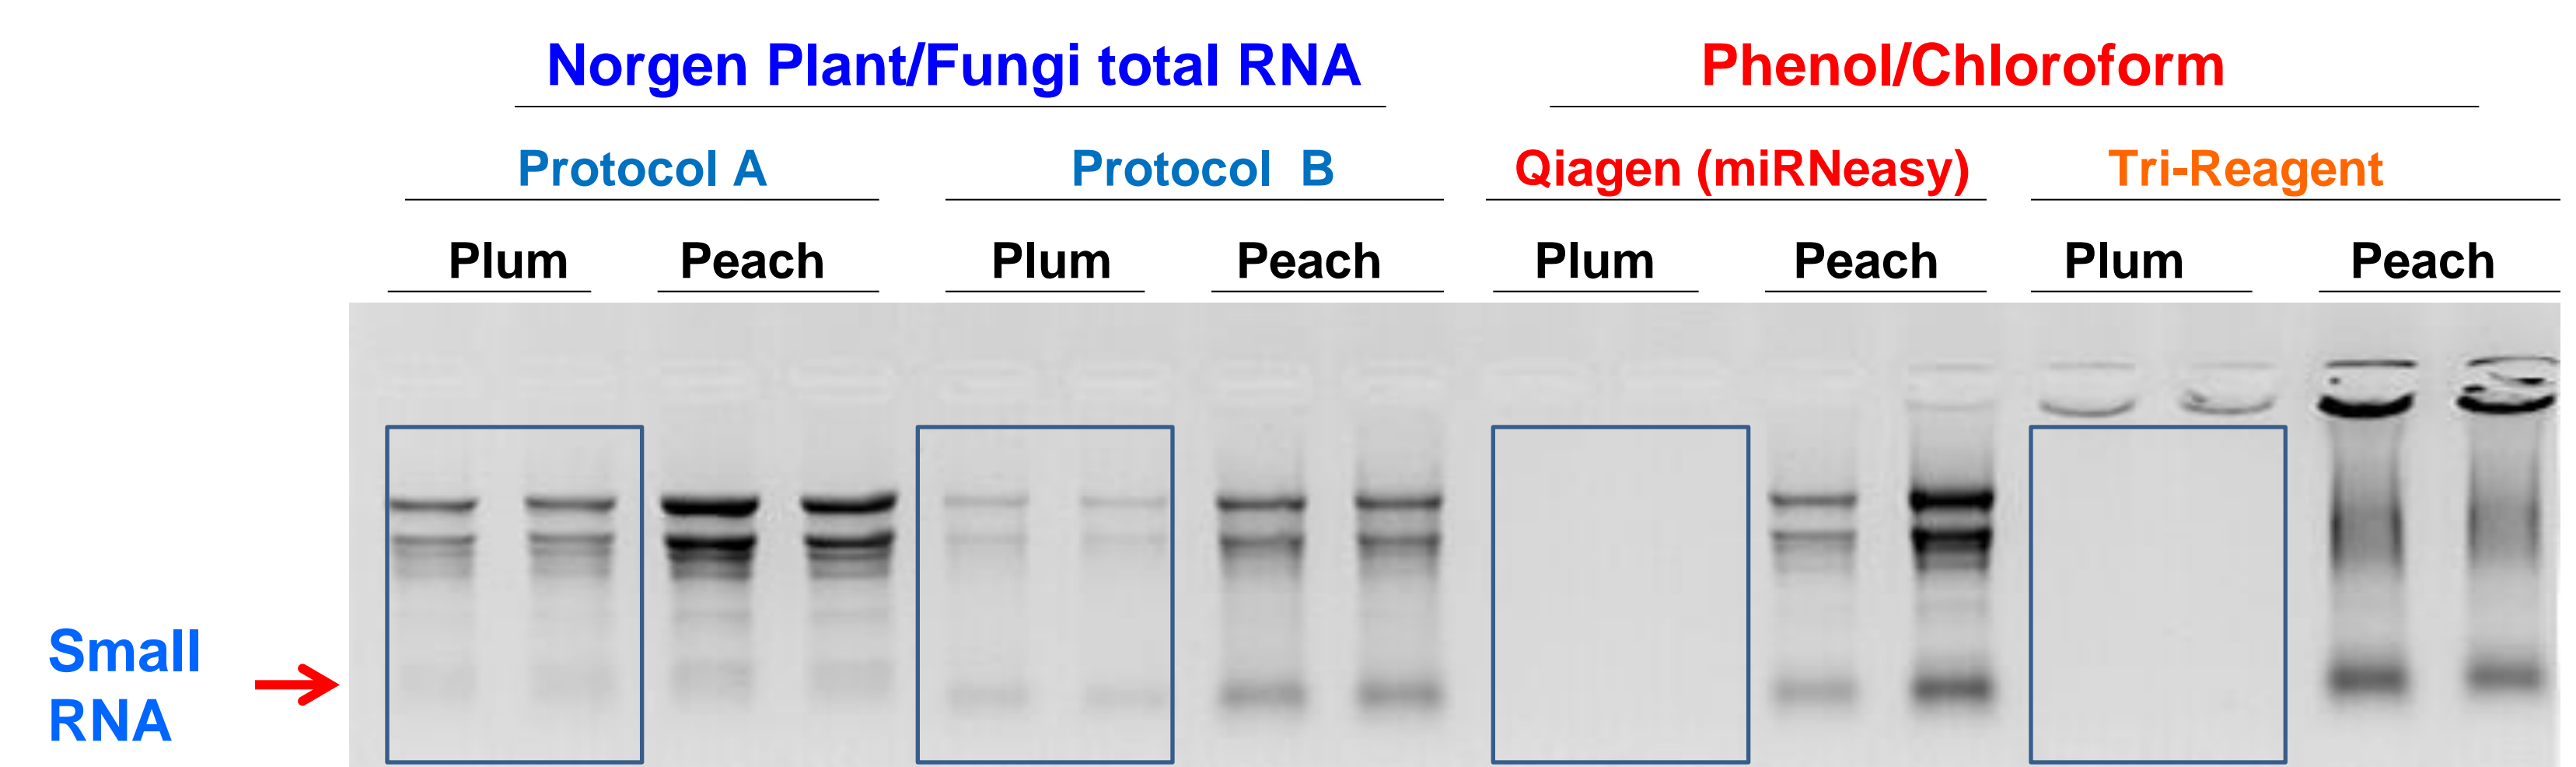 Norgen Plant/Fungi total RNA Phenol/Chloroform
Protocol A Protocol B Qiagen (miRNeasy) Tri-Reagent
Plum Peach Plum Peach Plum Peach Plum Peach
Small
RNA